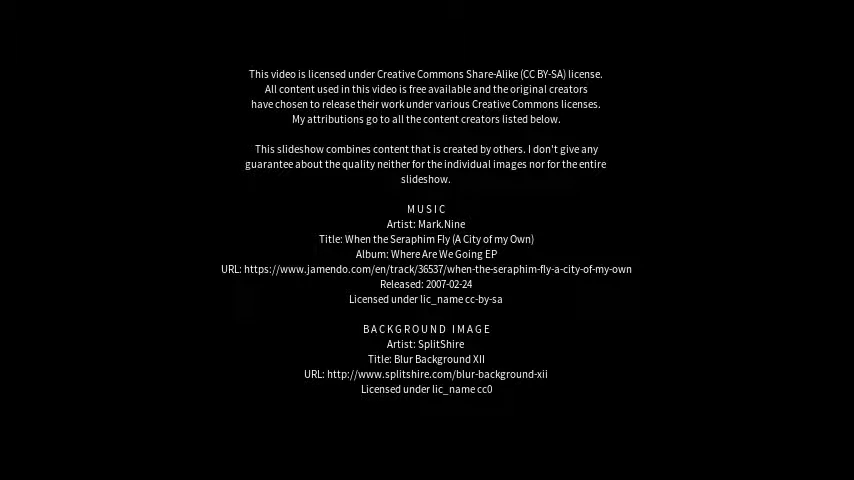 This video is licensed under Creative Commons Share-Alike (CC BY-SA) license.
All content used in this video is free available and the original creators
have chosen to release their work under various Creative Commons licenses.
My attributions go to all the content creators listed below.
This slideshow combines content that is created by others. I don't give any
guarantee about the quality neither for the individual images nor for the entire
slideshow.
MUSIC
Artist: Mark.Nine
Title: When the Seraphim Fly (A City of my Own)
Album: Where Are We Going EP
URL: https://www.jamendo.com/en/track/36537/when-the-seraphim-fly-a-city-of-my-own
Released: 2007-02-24
Licensed under lic_name cc-by-sa
BACKGROUND IMAGE
Artist: SplitShire
Title: Blur Background XII
URL: http://www.splitshire.com/blur-background-xii
Licensed under lic_name cc0